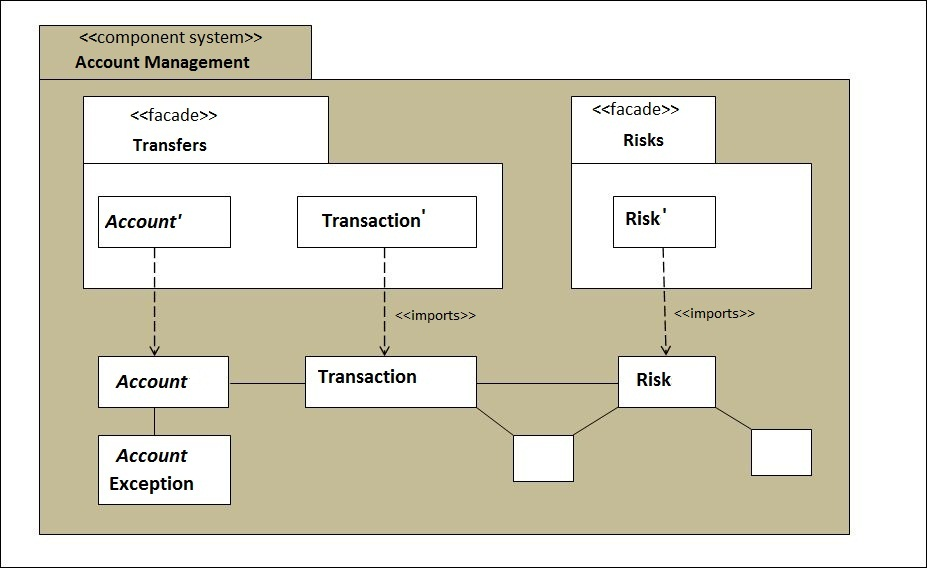 <<component system>>
Account Management
<<facade>>
Transfers
<<facade>>
Risks
Account'
Transaction'
Risk'
<<imports>>
<<imports>>
Account
Transaction
Risk
Account
Exception